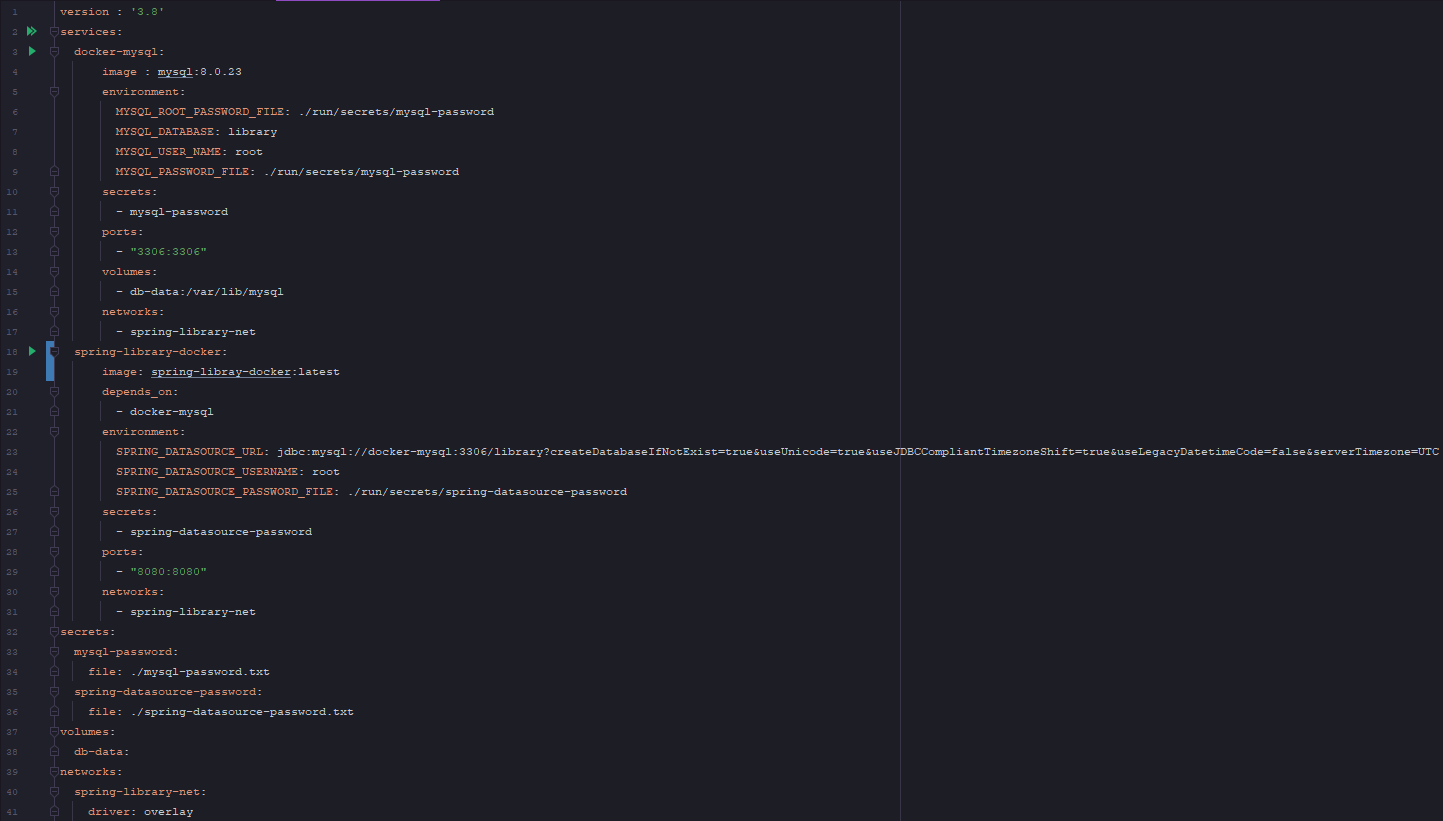 1 version : '3.8'
2 services:
3   docker-mysql:
4       image : mysql:8.0.23
5       environment:
6         MYSQL_ROOT_PASSWORD_FILE: ./run/secrets/mysql-password
7         MYSQL_DATABASE: library
8         MYSQL_USER_NAME: root
9         MYSQL_PASSWORD_FILE: ./run/secrets/mysql-password
10       secrets:
11         - mysql-password
12       ports:
13         - "3306:3306"
14       volumes:
15         - db-data:/var/lib/mysql
16       networks:
17         - spring-library-net
18   spring-library-docker:
19       image: spring-libray-docker:latest
20       depends_on:
21         - docker-mysql
22       environment:
23         SPRING_DATASOURCE_URL: jdbc:mysql://docker-mysql:3306/library?createDatabaseIfNotExist=true&useUnicode=true&useJDBCCompliantTimezoneShift=true&useLegacyDatetimeCode=false&serverTimezone=UTC
24         SPRING_DATASOURCE_USERNAME: root
25         SPRING_DATASOURCE_PASSWORD_FILE: ./run/secrets/spring-datasource-password
26       secrets:
27         - spring-datasource-password
28       ports:
29         - "8080:8080"
30       networks:
31         - spring-library-net
32 secrets:
33   mysql-password:
34     file: ./mysql-password.txt
35   spring-datasource-password:
36     file: ./spring-datasource-password.txt
37 volumes:
38   db-data:
39 networks:
40   spring-library-net:
41     driver: overlay